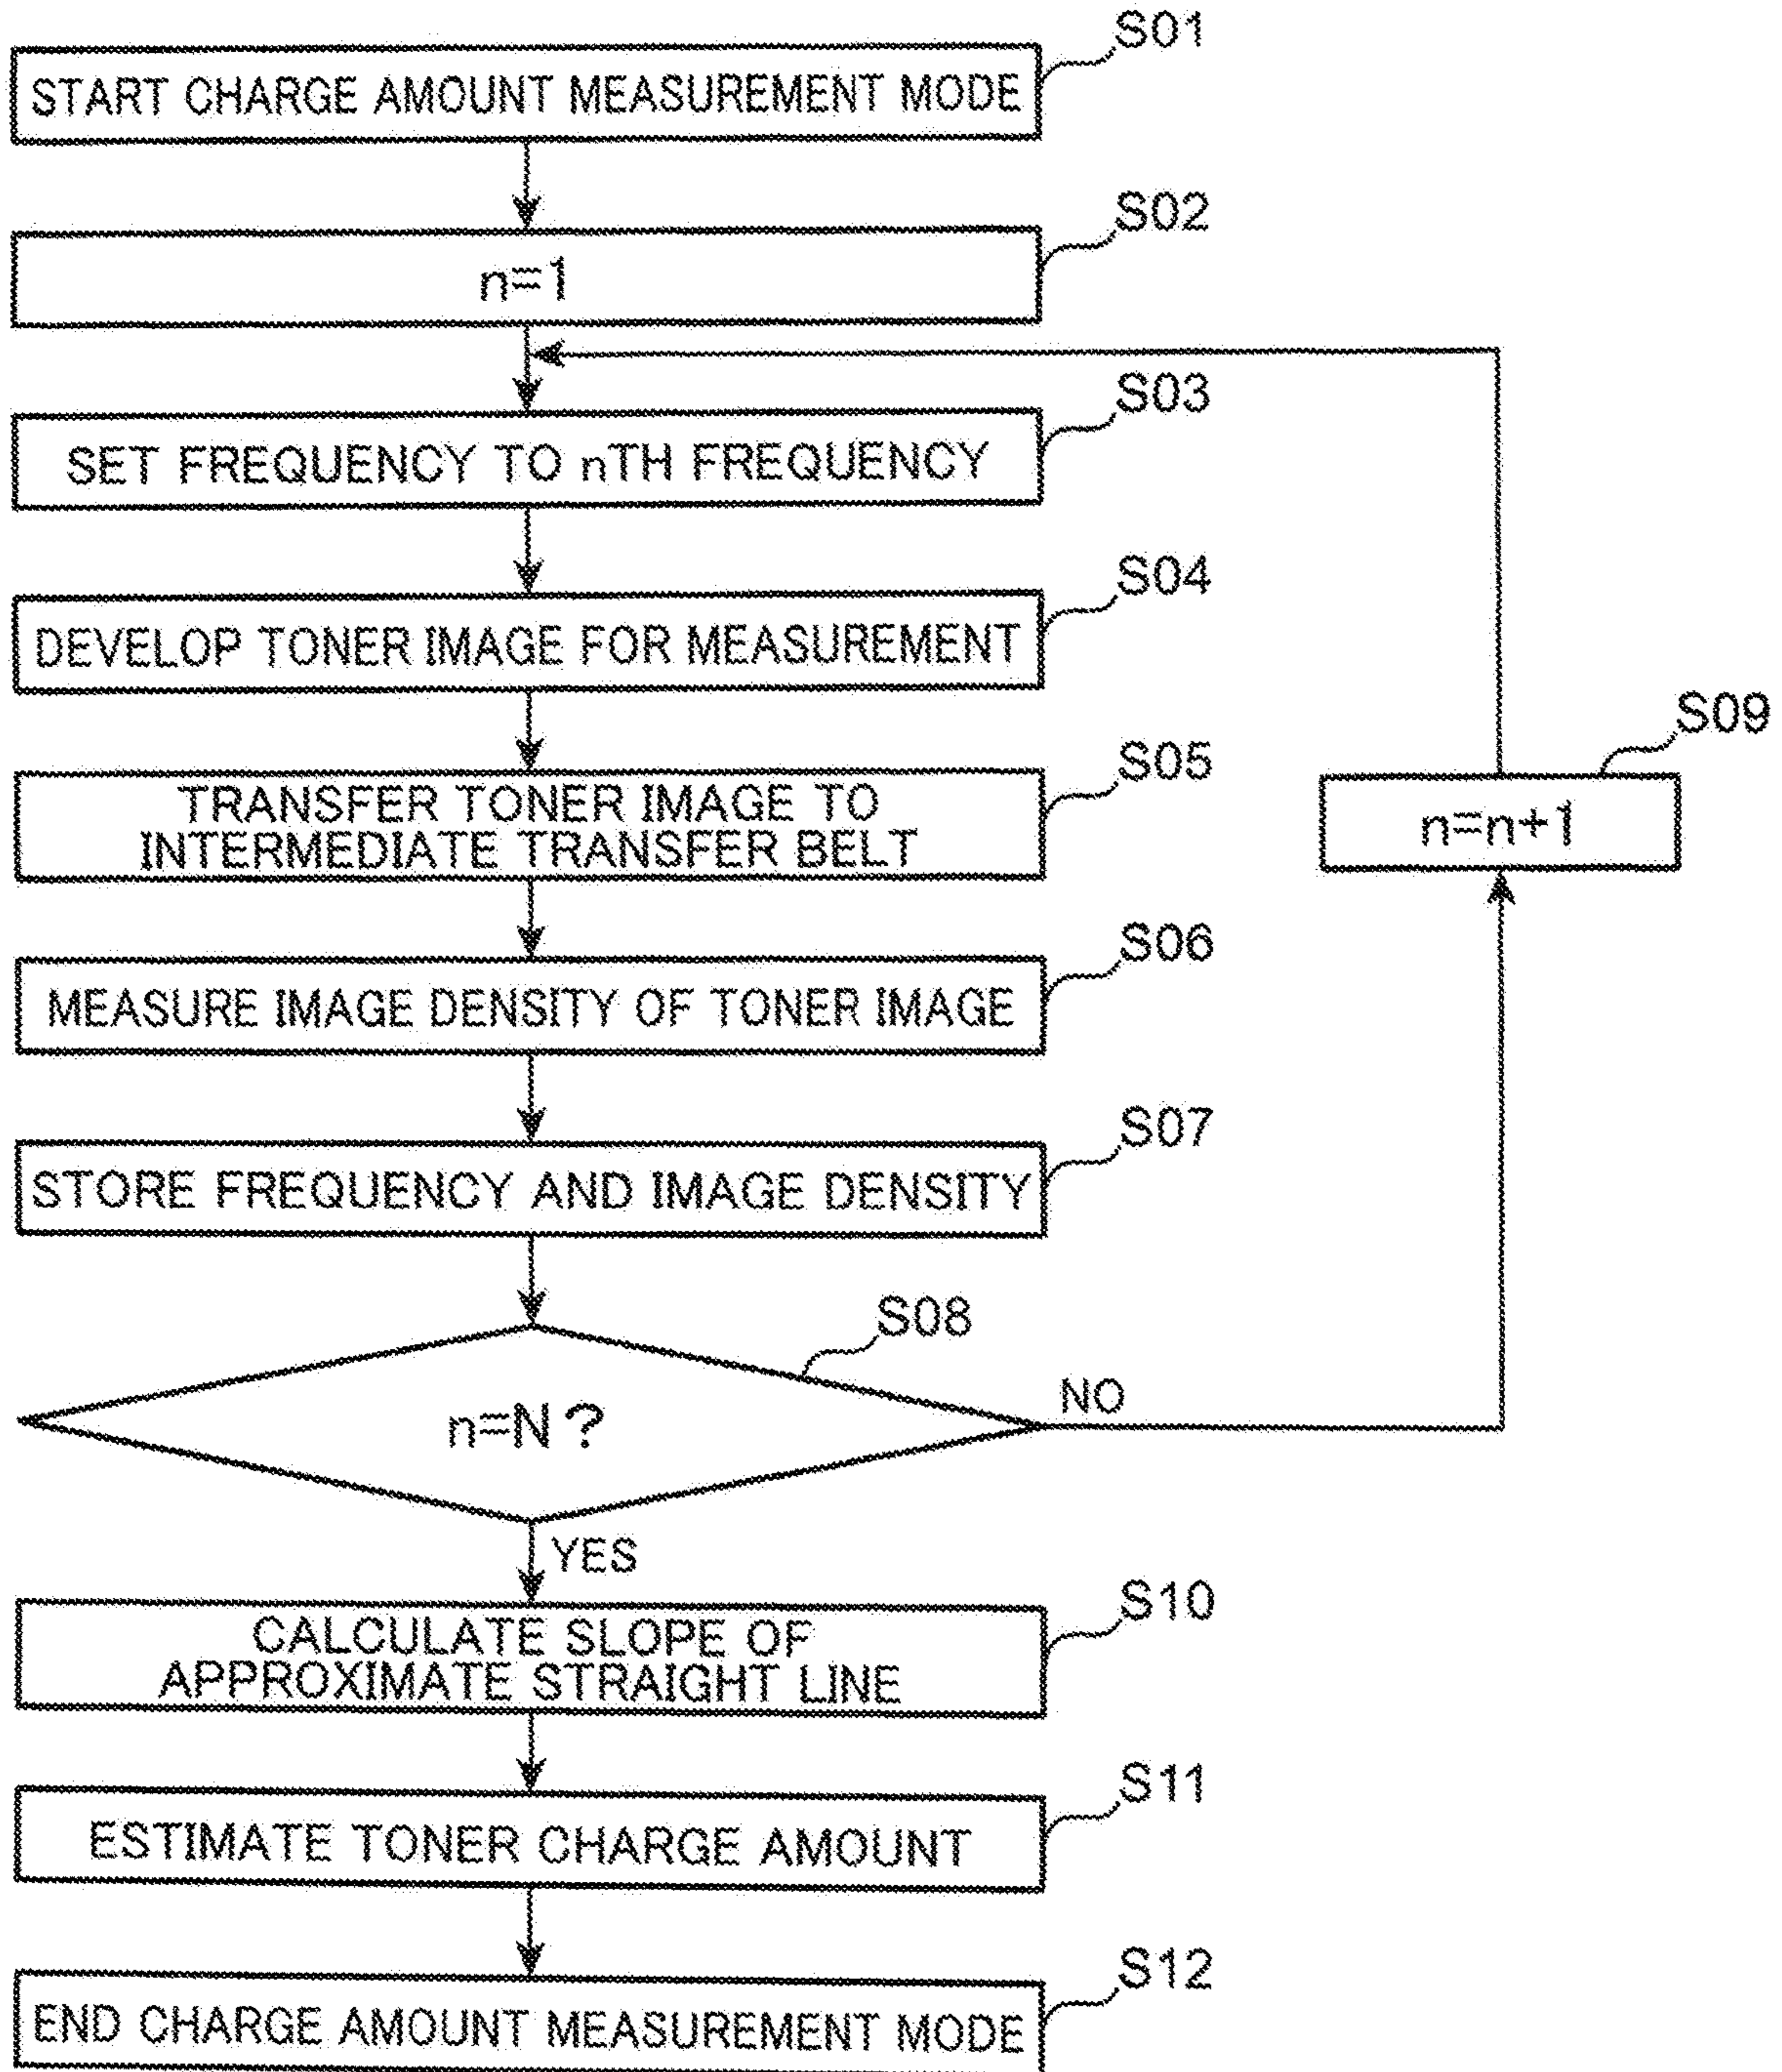 S01
START CHARGE AMOUNT MEASUREMENT MODE
S02
n=1
S03
SET FREQUENCY TO nTH FREQUENCY
S04
DEVELOP TONER IMAGE FOR MEASUREMENT
S05
TRANSFER TONER IMAGE TO
INTERMEDIATE TRANSFER BELT
S09
n=n+1
S06
MEASURE IMAGE DENSITY OF TONER IMAGE
S07
STORE FREQUENCY AND IMAGE DENSITY
S08
n=N ?
NO
YES
S10
CALCULATE SLOPE OF
APPROXIMATE STRAIGHT LINE
S11
ESTIMATE TONER CHARGE AMOUNT
S12
END CHARGE AMOUNT MEASUREMENT MODE